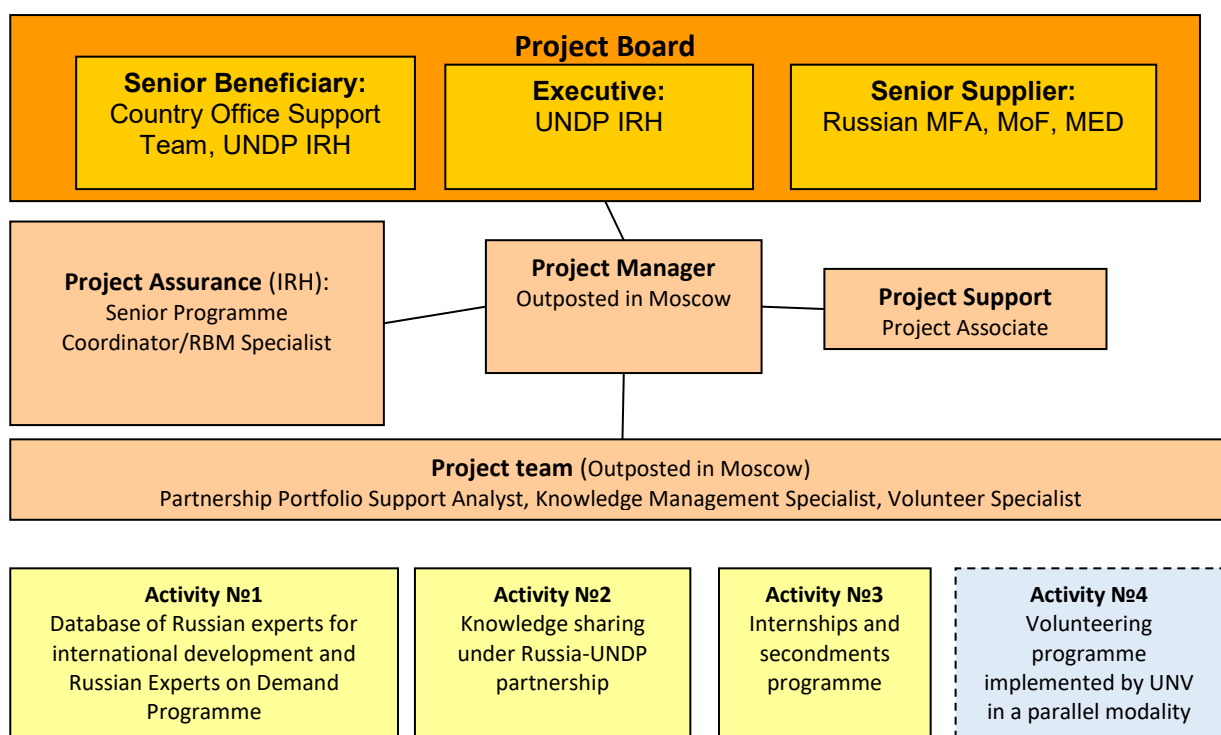 Project Board
Senior Beneficiary:
Country Office Support
Team, UNDP IRH
Executive:
UNDP IRH
Senior Supplier:
Russian MFA, MoF, MED
Project Assurance (IRH):
Senior Programme
Coordinator/RBM Specialist
Project Manager
Outposted in Moscow
Project Support
Project Associate
Project team (Outposted in Moscow)
Partnership Portfolio Support Analyst, Knowledge Management Specialist, Volunteer Specialist
Activity №1
Database of Russian experts for
international development and
Russian Experts on Demand
Programme
Activity №2
Knowledge sharing
under Russia-UNDP
partnership
Activity №3
Internships and
secondments
programme
Activity №4
Volunteering
programme
implemented by UNV
in a parallel modality